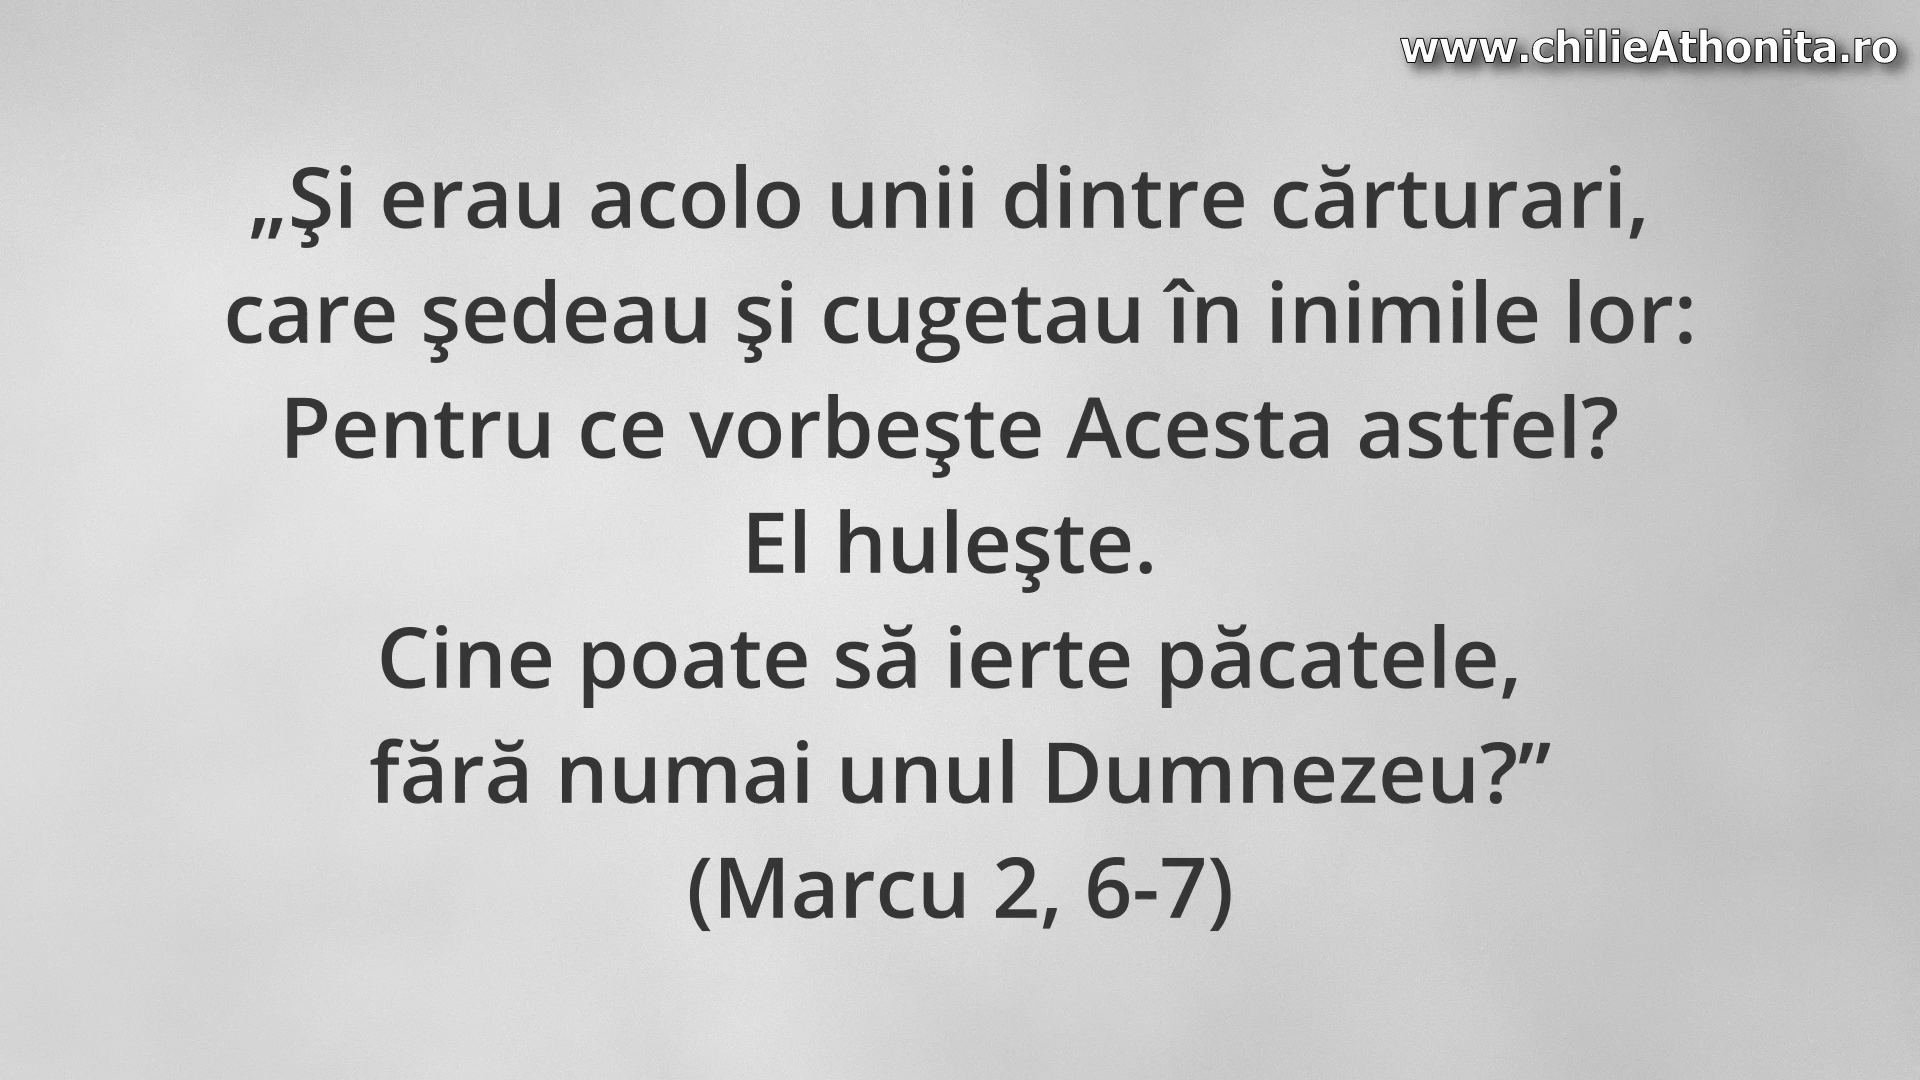 www.chilieAthonita.ro
„Şi erau acolo unii dintre cărturari,
care şedeau şi cugetau în inimile lor:
Pentru ce vorbeşte Acesta astfel?
El huleşte.
Cine poate să ierte păcatele,
fără numai unul Dumnezeu?”
(Marcu 2, 6-7)